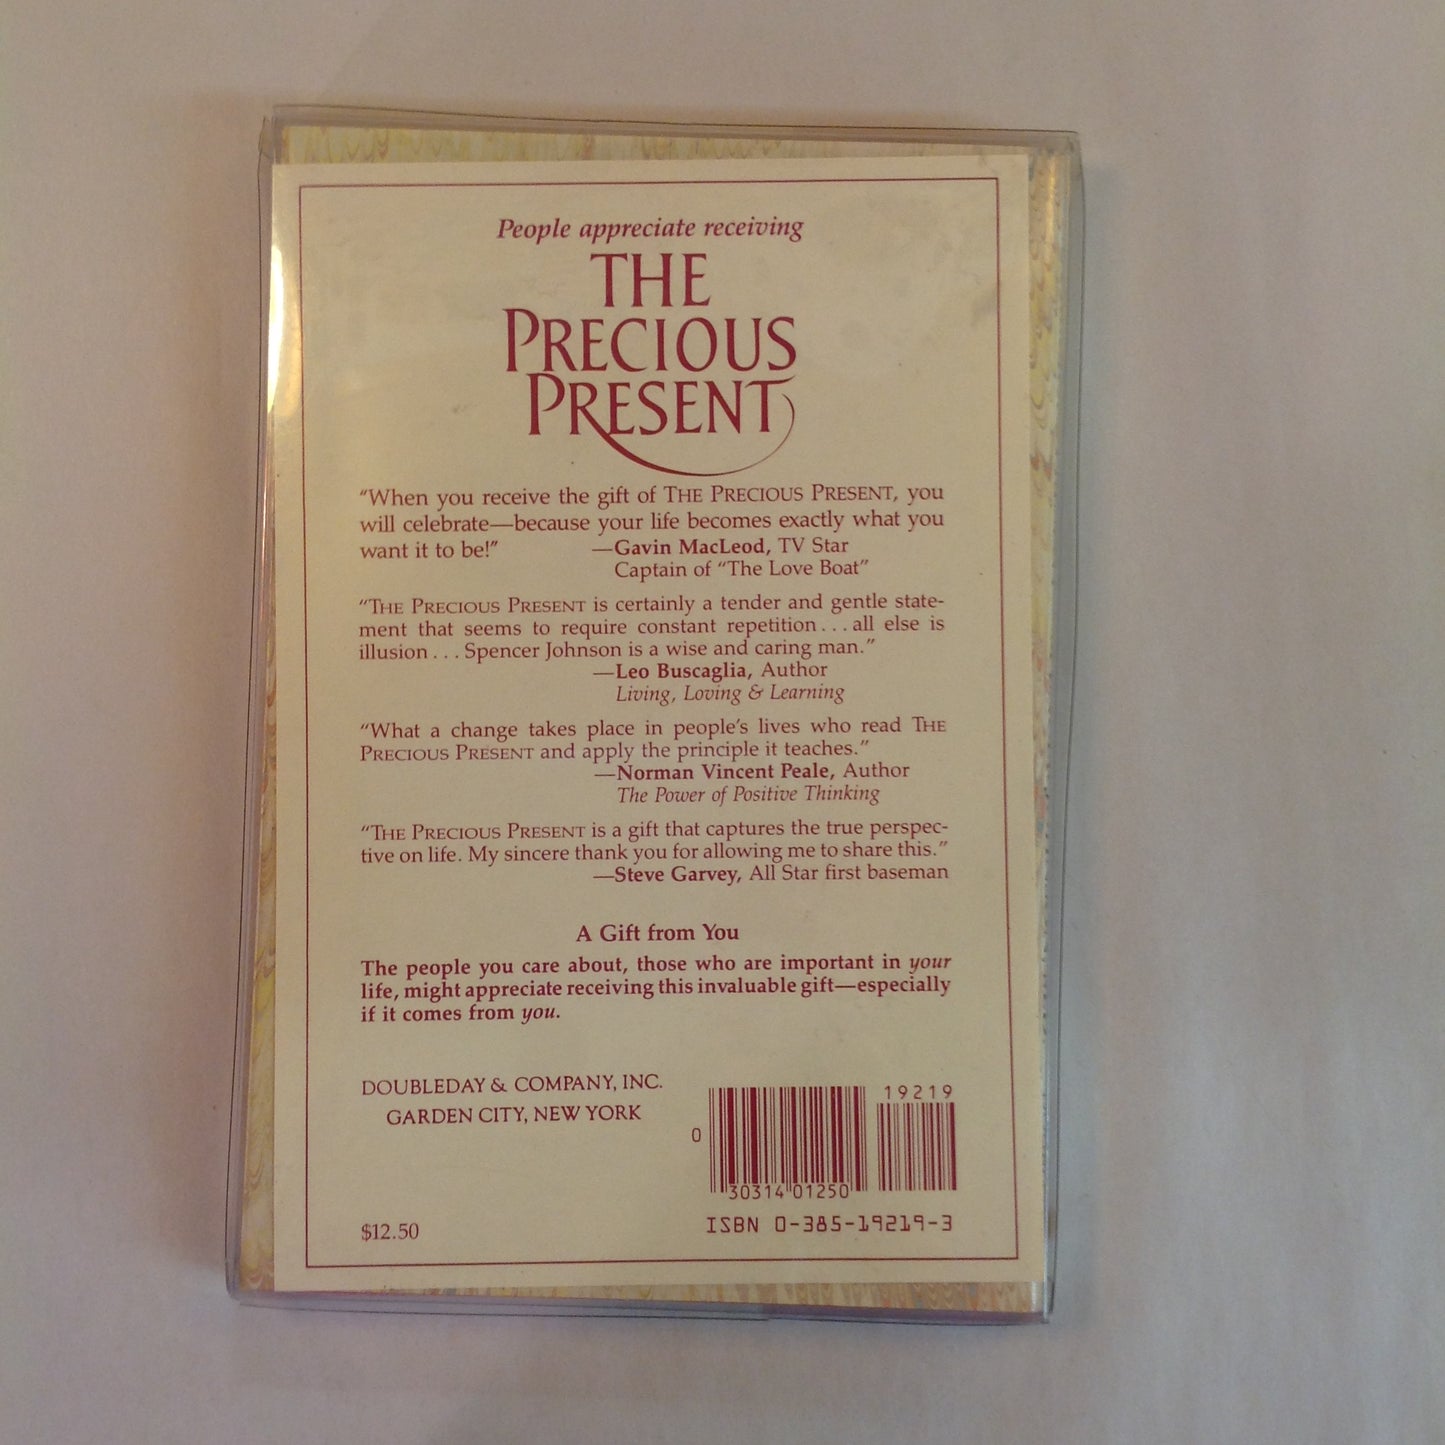 People appreciate receiving
THE
PRECIOUS
PRESENT
"When you receive the gift of THE PRECIOUS PRESENT, you
will celebrate—because your life becomes exactly what you
want it to be!" —Gavin MacLeod, TV Star
Captain of "The Love Boat"
"THE PRECIOUS PRESENT is certainly a tender and gentle state-
ment that seems to require constant repetition . . . all else is
illusion . . . Spencer Johnson is a wise and caring man."
—Leo Buscaglia, Author
Living, Loving & Learning
"What a change takes place in people's lives who read THE
PRECIOUS PRESENT and apply the principle it teaches."
—Norman Vincent Peale, Author
The Power of Positive Thinking
"THE PRECIOUS PRESENT is a gift that captures the true perspec-
tive on life. My sincere thank you for allowing me to share this."
—Steve Garvey, All Star first baseman
A Gift from You
The people you care about, those who are important in your
life, might appreciate receiving this invaluable gift—especially
if it comes from you.
DOUBLEDAY & COMPANY, INC.
GARDEN CITY, NEW YORK
19219
0
30314 01250
ISBN 0-385-19219-3
$12.50